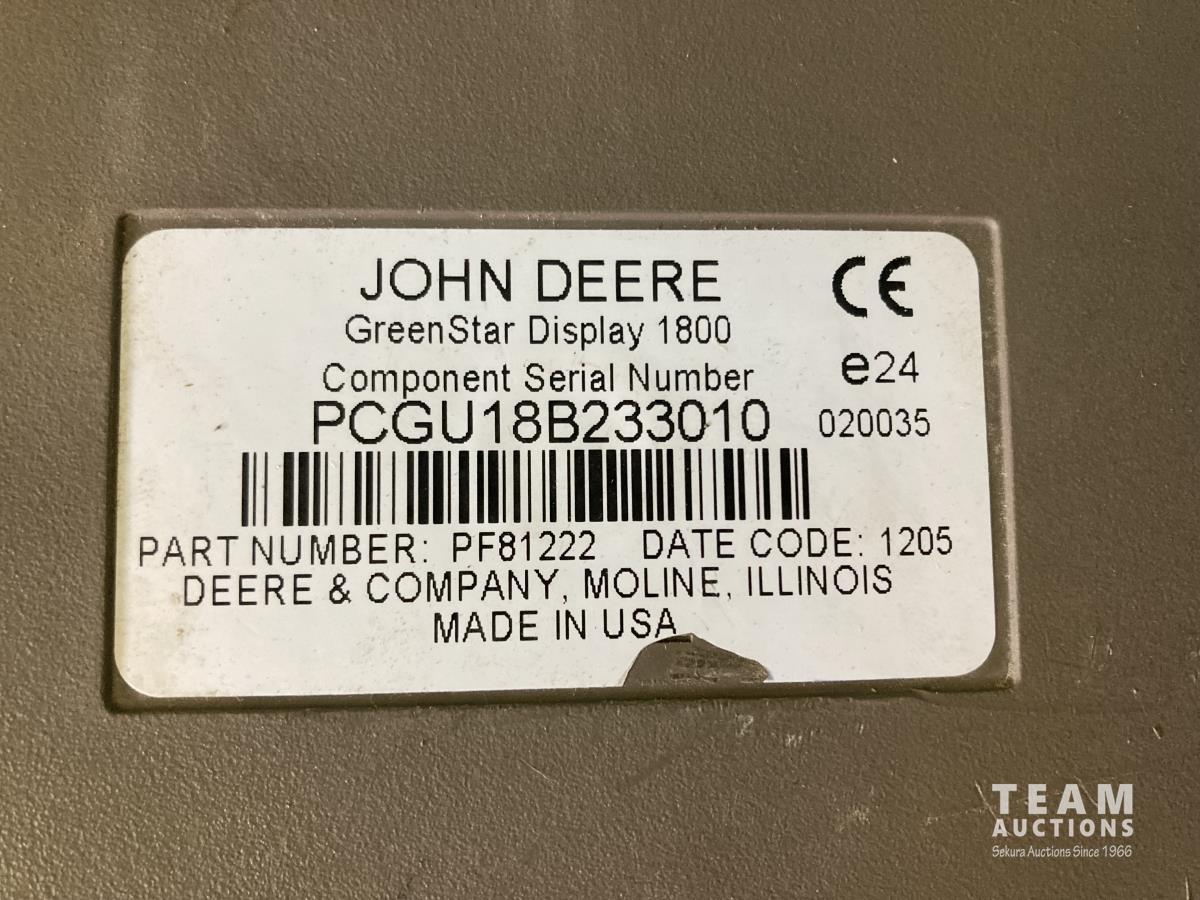 JOHN DEERE
GreenStar Display 1800
Component Serial Number
PCGU18B233010
CE
e24
020035
PART NUMBER: PF81222 DATE CODE: 1205
DEERE & COMPANY, MOLINE, ILLINOIS
MADE IN USA
TEAM
AUCTIONS
Sekura Auctions Since 1966